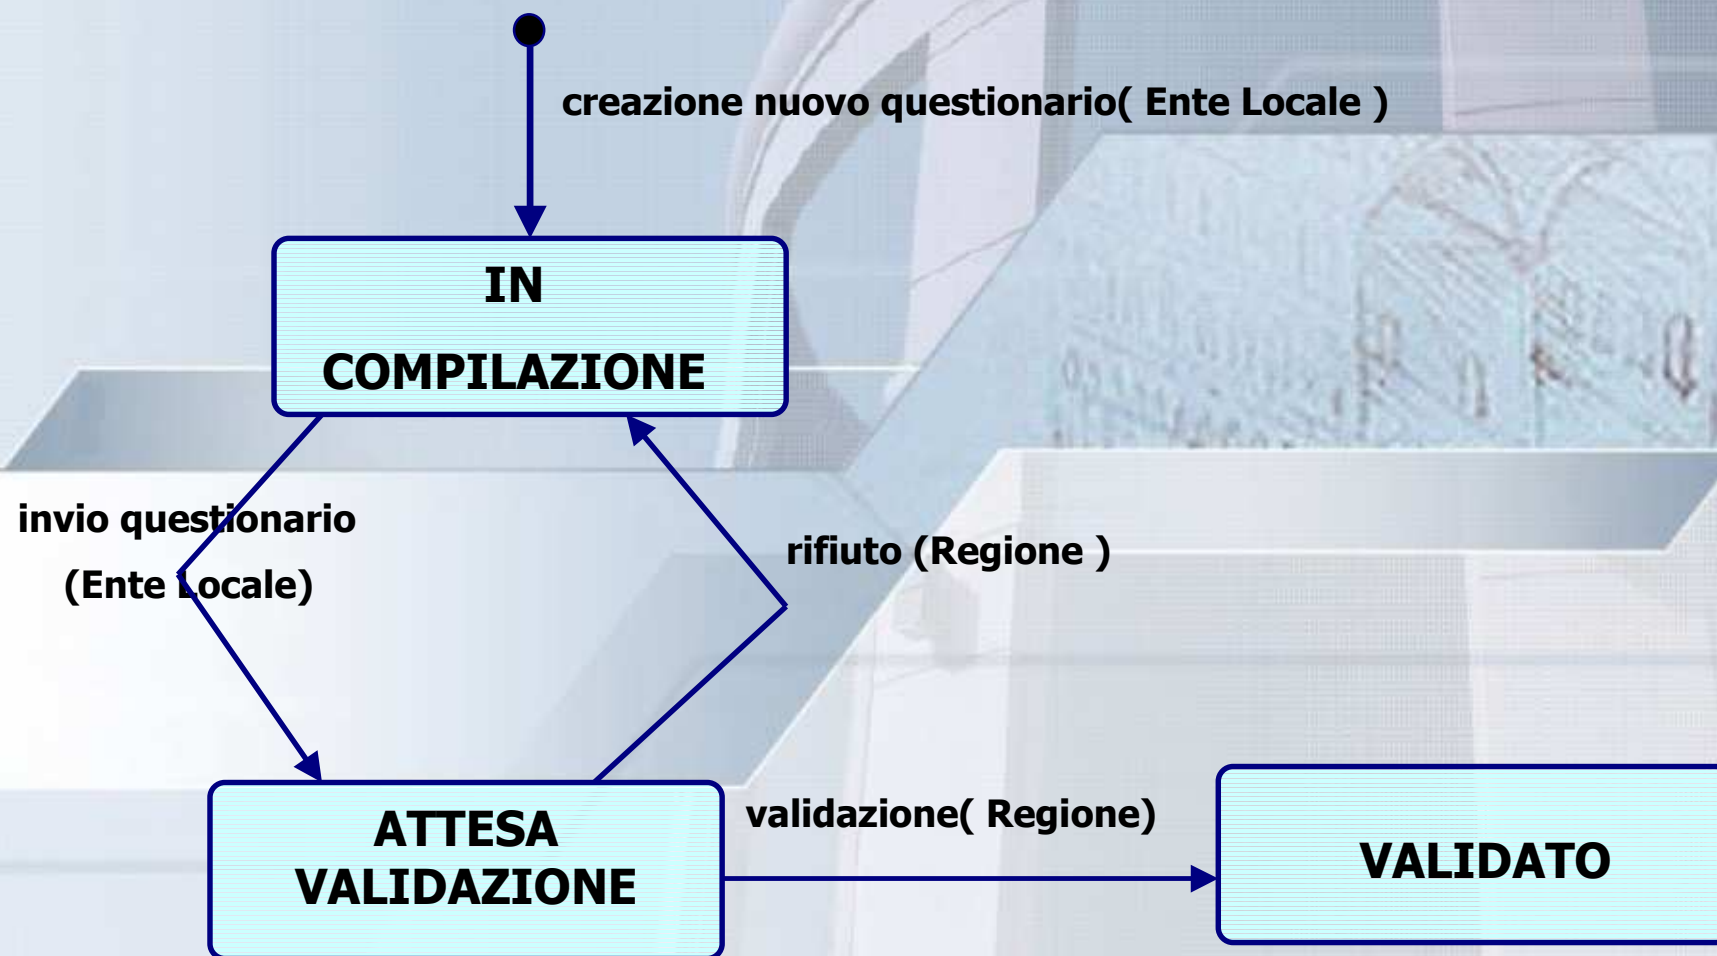 creazione nuovo questionario( Ente Locale )
IN
COMPILAZIONE
invio questionario
(Ente Locale)
rifiuto (Regione )
ATTESA
VALIDAZIONE
validazione( Regione)
VALIDATO